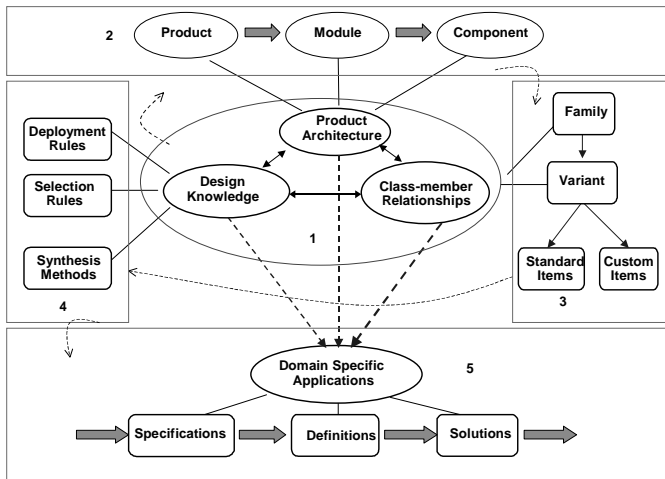 2
Product
Module
Component
Product
Architecture
Deployment
Rules
Selection
Rules
Synthesis
Methods
4
Design
Knowledge
Class-member
Relationships
1
Family
Variant
Standard
Items
Custom
Items
3
Domain Specific
Applications
5
Specifications
Definitions
Solutions